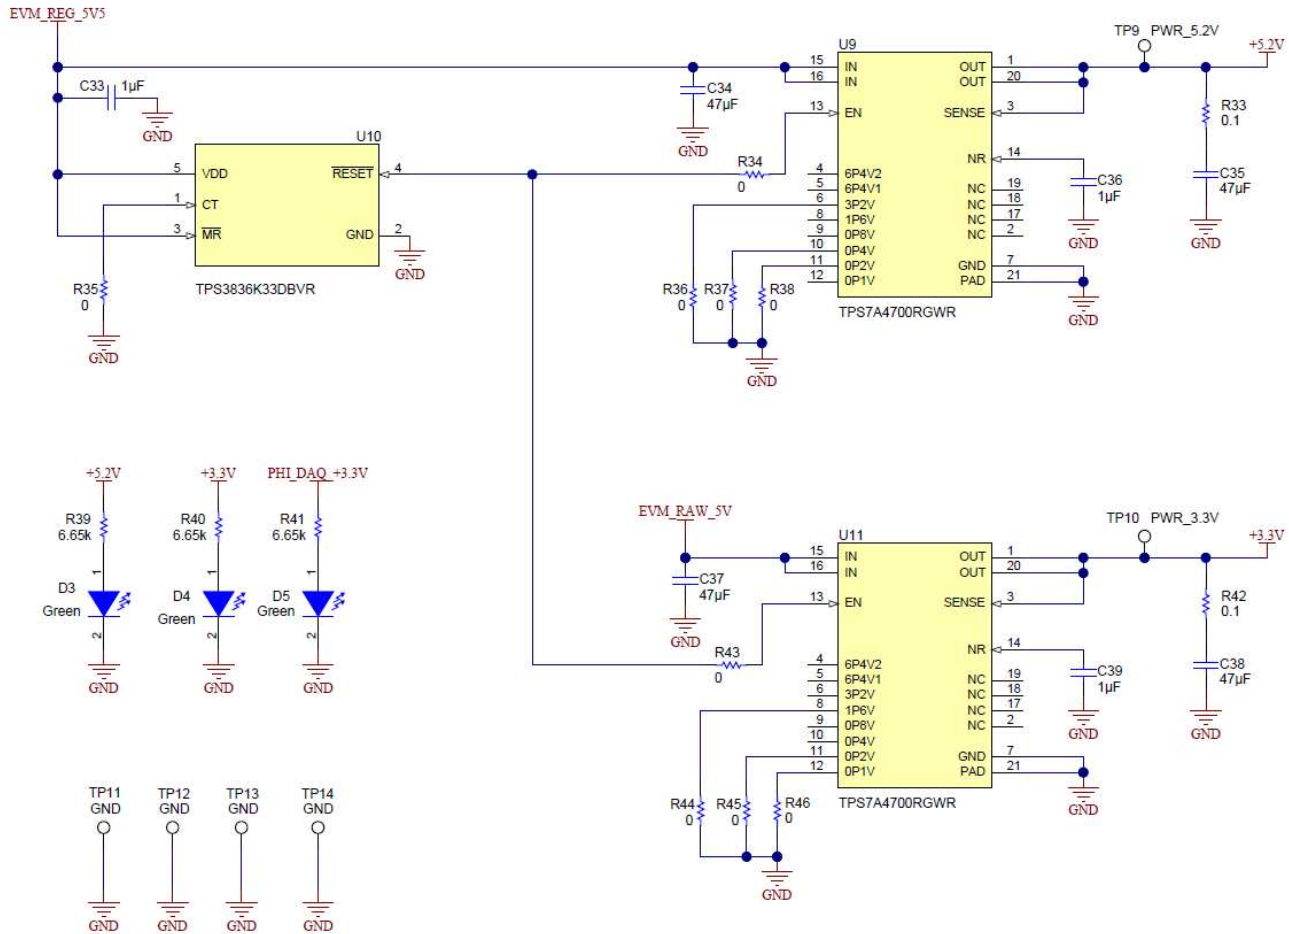 EVM_REG_5V5
C33 1µF
GND
U10
5 VDD
1 CT
3 MR
RESET 4
GND 2
GND
TPS3836K33DBVR
R35
0
GND
C34
47µF
GND
R34
0
U9
15 IN
16 IN
13 EN
4 6P4V2
5 6P4V1
6 3P2V
8 1P6V
9 0P8V
10 0P4V
11 0P2V
12 0P1V
OUT 1
OUT 20
SENSE 3
NR 14
NC 19
NC 18
NC 17
NC 2
GND 7
PAD 21
TPS7A4700RGWR
R36
0
R37
0
R38
0
GND
TP9 PWR_5.2V
+5.2V
R33
0.1
C35
47µF
GND
C36
1µF
GND
GND
+5.2V
R39
6.65k
1
D3
Green
2
GND
+3.3V
R40
6.65k
1
D4
Green
2
GND
PHI_DAQ_+3.3V
R41
6.65k
1
D5
Green
2
GND
EVM_RAW_5V
C37
47µF
GND
R43
0
U11
15 IN
16 IN
13 EN
4 6P4V2
5 6P4V1
6 3P2V
8 1P6V
9 0P8V
10 0P4V
11 0P2V
12 0P1V
OUT 1
OUT 20
SENSE 3
NR 14
NC 19
NC 18
NC 17
NC 2
GND 7
PAD 21
TPS7A4700RGWR
R44
0
R45
0
R46
0
GND
TP10 PWR_3.3V
+3.3V
R42
0.1
C38
47µF
GND
C39
1µF
GND
GND
TP11
GND
GND
TP12
GND
GND
TP13
GND
GND
TP14
GND
GND